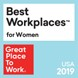 Best
Workplaces™
for Women
Great
Place
To
Work®
USA
2019